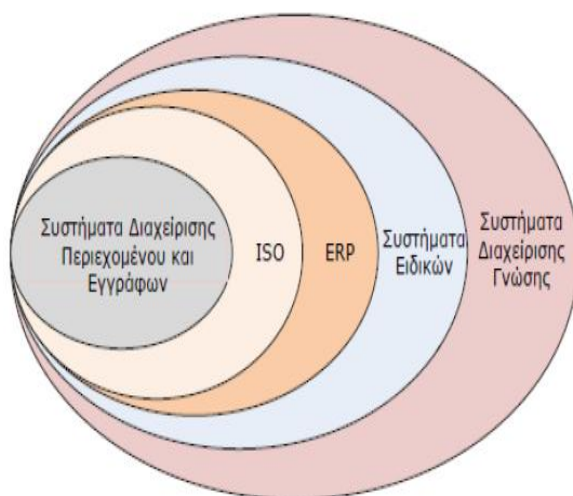 Συστήματα Διαχείρισης
Περιεχομένου και
Εγγράφων
ISO
ERP
Συστήματα
Ειδικών
Συστήματα
Διαχείρισης
Γνώσης